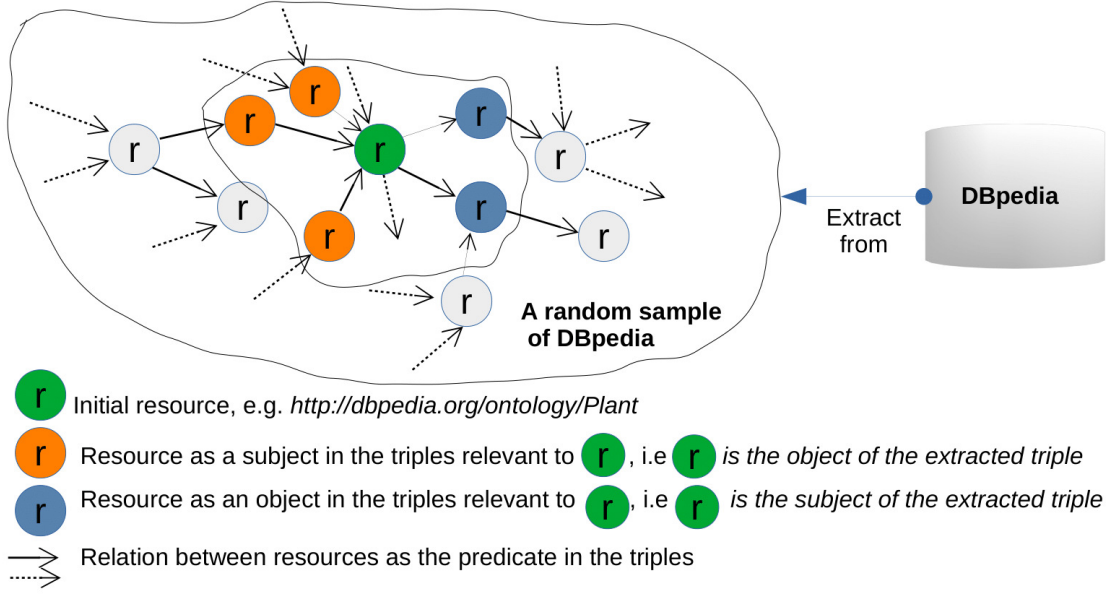 r
r
r
r
r
r
r
r
r
r
r
r
DBpedia
Extract
from
A random sample
of DBpedia
r Initial resource, e.g. http://dbpedia.org/ontology/Plant
r Resource as a subject in the triples relevant to r , i.e r is the object of the extracted triple
r Resource as an object in the triples relevant to r , i.e r is the subject of the extracted triple
Relation between resources as the predicate in the triples